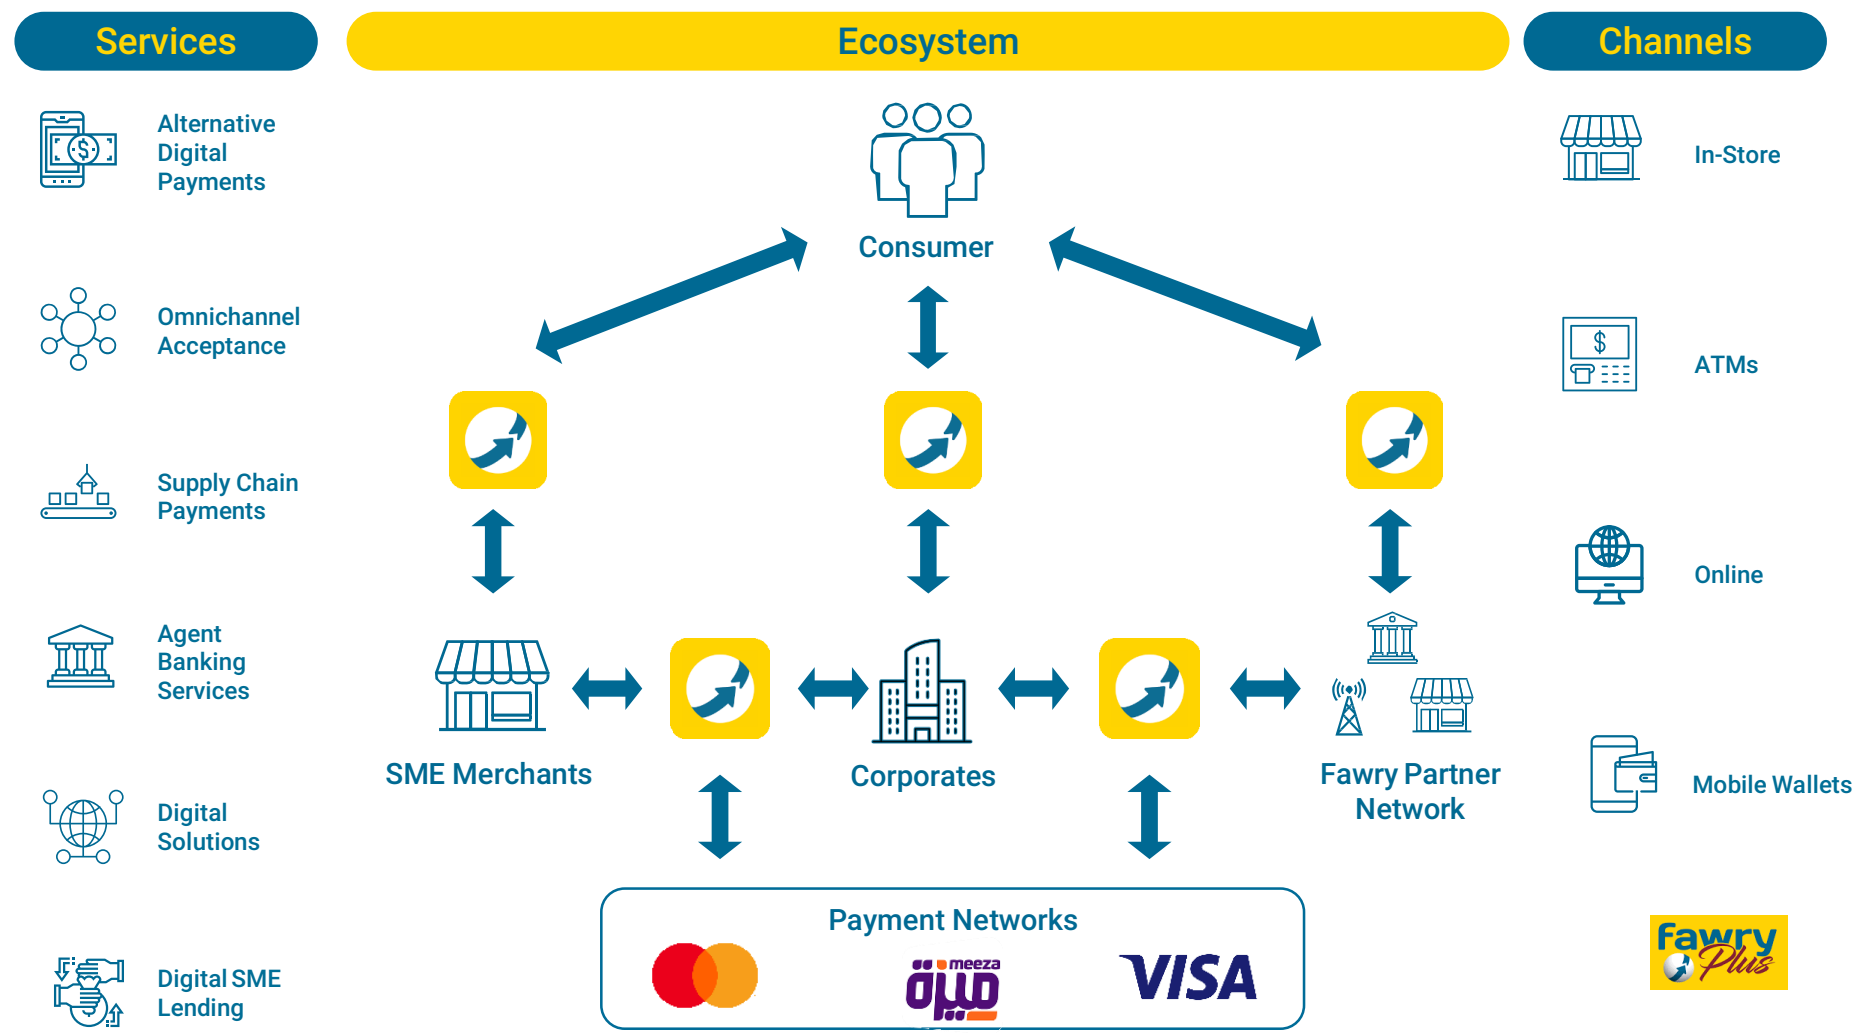 Services
Ecosystem
Channels
Alternative
Digital
Payments
Omnichannel
Acceptance
Supply Chain
Payments
Agent
Banking
Services
Digital
Solutions
Digital SME
Lending
Consumer
SME Merchants
Corporates
Fawry Partner
Network
Payment Networks
meeza
ميزة
VISA
In-Store
$
ATMs
Online
Mobile Wallets
fawry
Plus
$